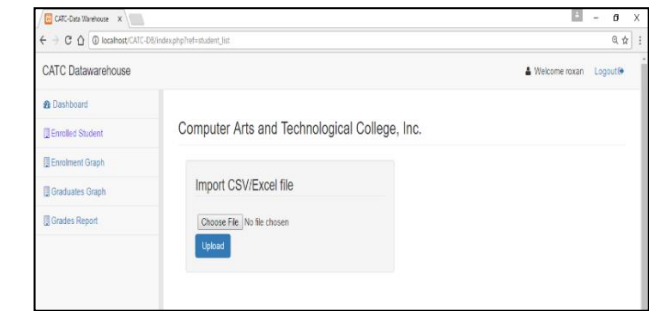 CATC-Data Warehouse
localhost/CATC-DB/index.php?ref=student_list
CATC Datawarehouse
Welcome roxan Logout
Dashboard
Enrolled Student
Enrolment Graph
Graduates Graph
Grades Report
Computer Arts and Technological College, Inc.
Import CSV/Excel file
Choose File No file chosen
Upload